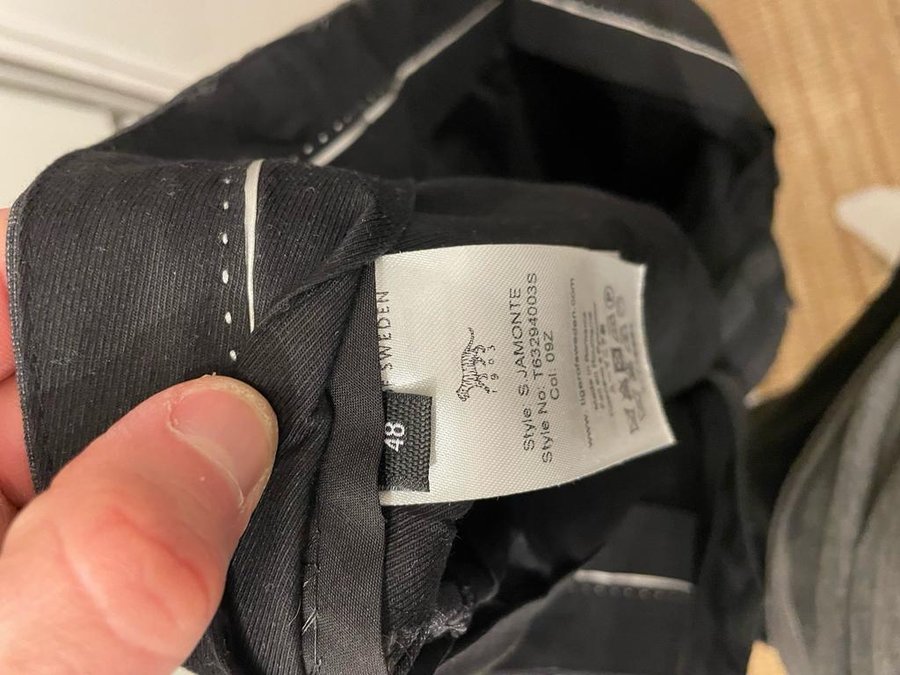 F SWEDEN
1903
48
Style: S.JAMONTE
Style No: T63294003S
Col: 09Z
www.tigerofsweden.com